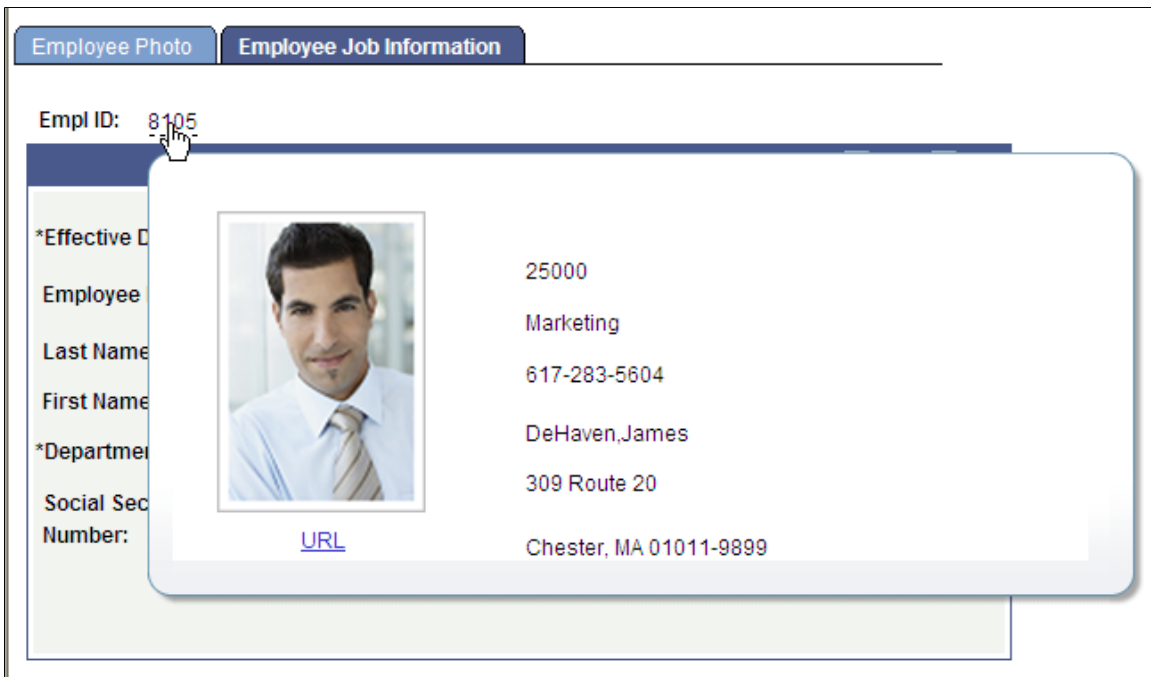 Employee Photo
Employee Job Information
Empl ID: 8105
*Effective D
Employee
Last Name
First Name
*Departme
Social Sec
Number:
25000
Marketing
617-283-5604
DeHaven,James
309 Route 20
Chester, MA 01011-9899
URL